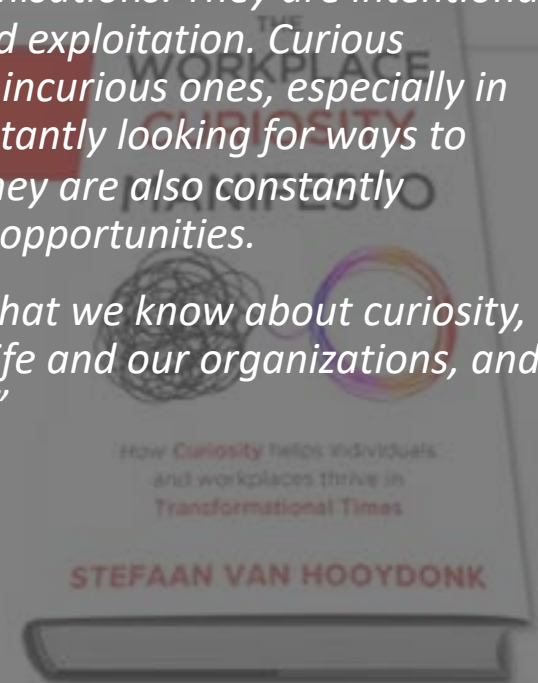 nisations. They are intentional
d exploitation. Curious
incurious ones, especially in
tantly looking for ways to
hey are also constantly
opportunities.
hat we know about curiosity,
ife and our organizations, and
”
THE
WORKPLACE
CURIOSITY
MANIFESTO
How Curiosity helps individuals
and workplaces thrive in
Transformational Times
STEFAAN VAN HOOYDONK